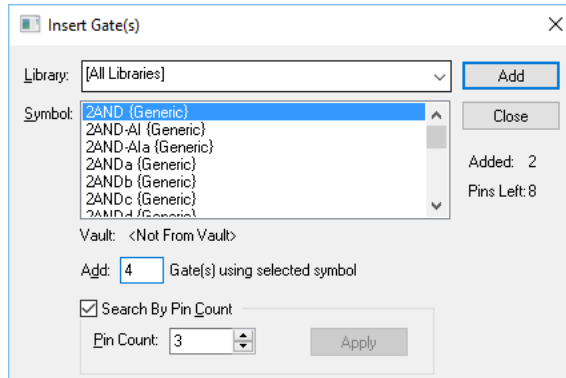 Insert Gate(s)
Library: [All Libraries] Add
Symbol: 2AND {Generic} Close
2AND-AI {Generic}
2AND-AIa {Generic}
2ANDa {Generic} Added: 2
2ANDb {Generic}
2ANDc {Generic} Pins Left: 8
2ANDd {Generic}
Vault: <Not From Vault>
Add: 4 Gate(s) using selected symbol
Search By Pin Count
Pin Count: 3 Apply